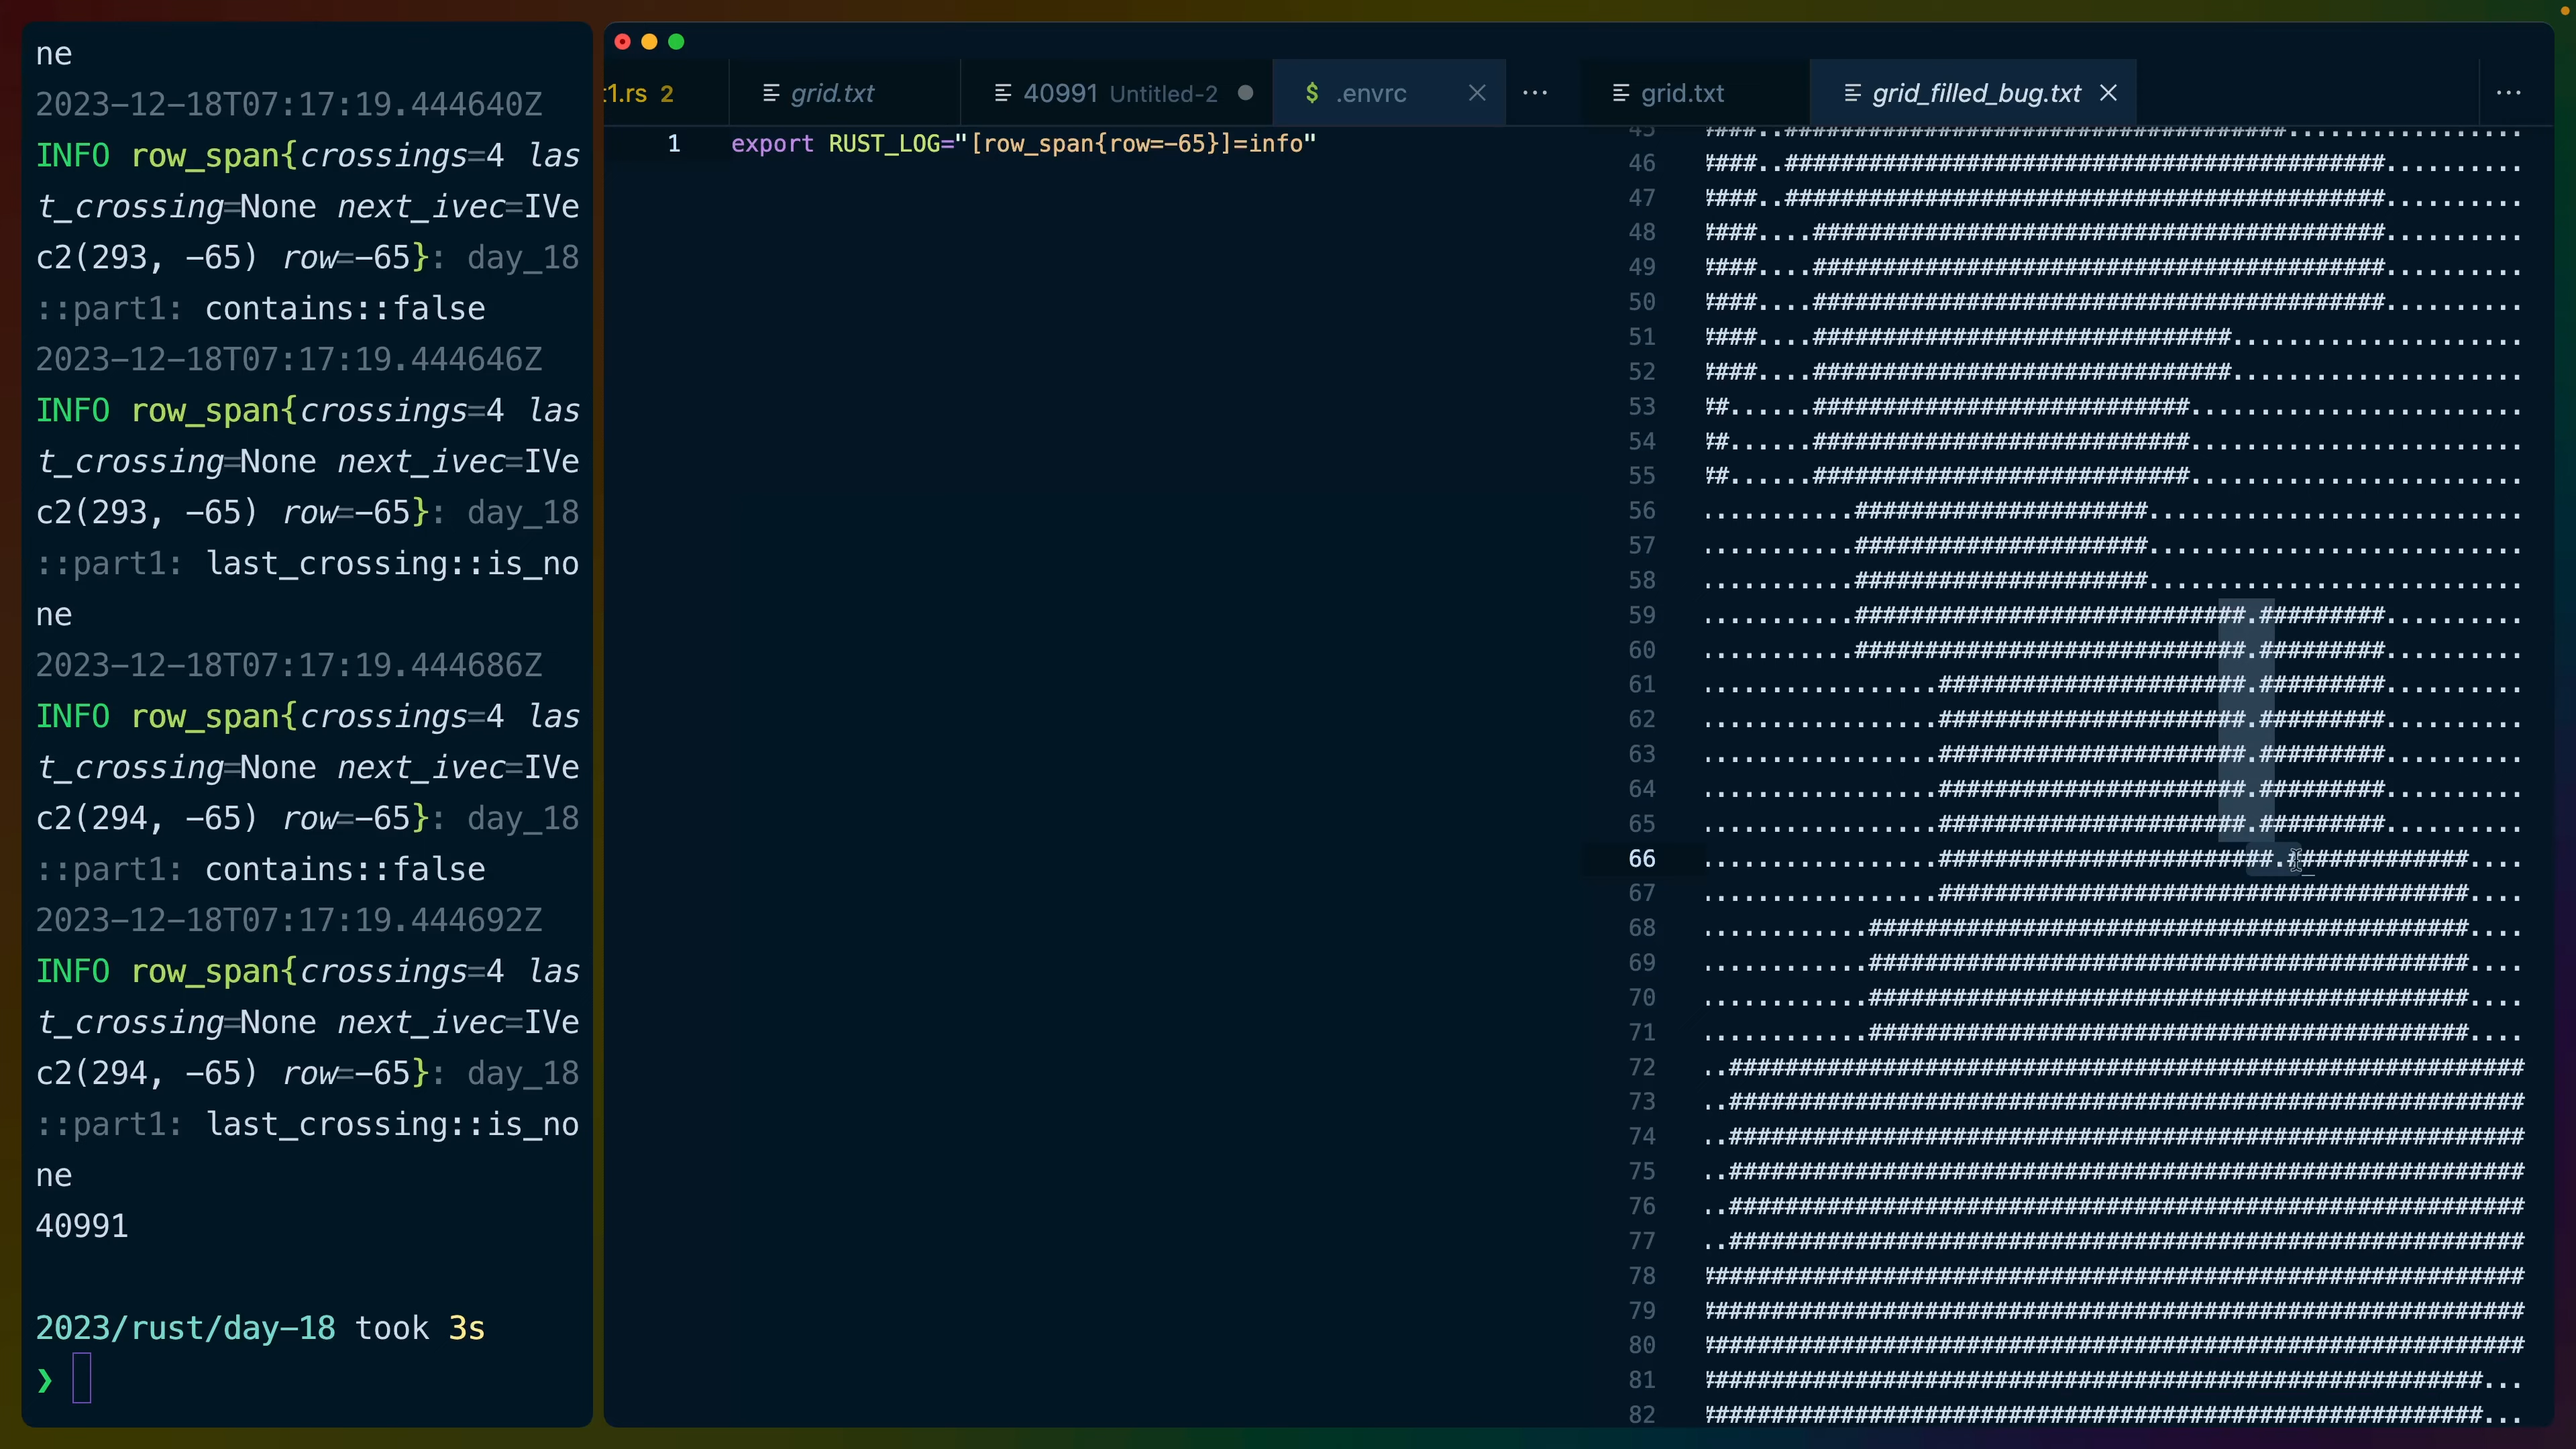 ne
2023-12-18T07:17:19.444640Z
INFO row_span{crossings=4 las
t_crossing=None next_ivec=IVe
c2(293, -65) row=-65}: day_18
::part1: contains::false
2023-12-18T07:17:19.444646Z
INFO row_span{crossings=4 las
t_crossing=None next_ivec=IVe
c2(293, -65) row=-65}: day_18
::part1: last_crossing::is_no
ne
2023-12-18T07:17:19.444686Z
INFO row_span{crossings=4 las
t_crossing=None next_ivec=IVe
c2(294, -65) row=-65}: day_18
::part1: contains::false
2023-12-18T07:17:19.444692Z
INFO row_span{crossings=4 las
t_crossing=None next_ivec=IVe
c2(294, -65) row=-65}: day_18
::part1: last_crossing::is_no
ne
40991
2023/rust/day-18 took 3s
❯
t1.rs 2
grid.txt
40991 Untitled-2
$ .envrc
1 export RUST_LOG="[row_span{row=-65}]=info"
grid.txt
grid_filled_bug.txt
45
46
47
48
49
50
51
52
53
54
55
56
57
58
59
60
61
62
63
64
65
66
67
68
69
70
71
72
73
74
75
76
77
78
79
80
81
82